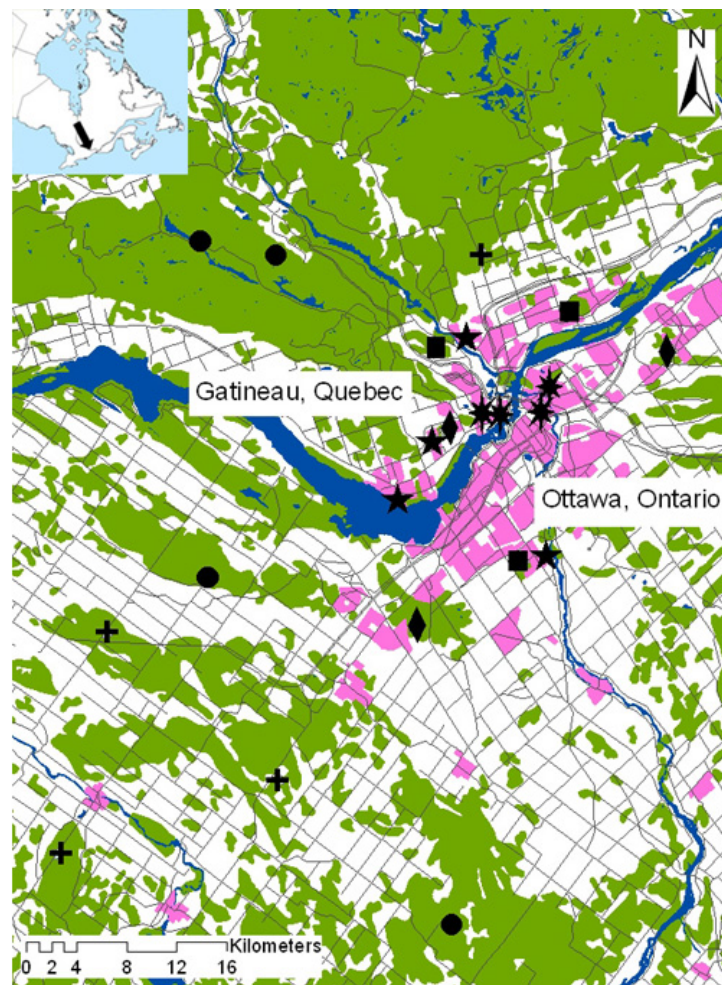 N
Gatineau, Quebec
Ottawa, Ontario
Kilometers
0 2 4 8 12 16